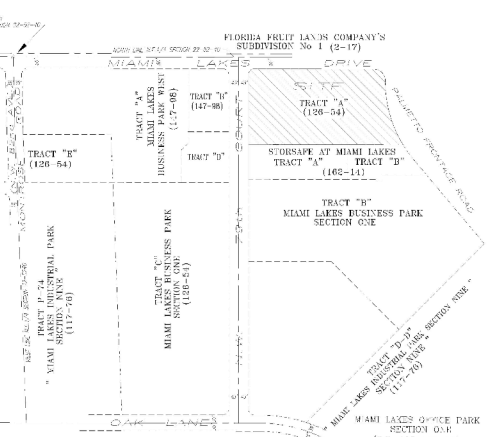 FLORIDA FRUIT LANDS COMPANY'S
SUBDIVISION No 1 (2-17)
MIAMI LAKES DRIVE
SITE
TRACT "A"
(126-54)
TRACT "A"
MIAMI LAKES
BUSINESS PARK WEST
(147-98)
(147-98)
TRACT "D"
TRACT "E"
(126-54)
STORSAFE AT MIAMI LAKES
TRACT "A" TRACT "B"
(162-14)
PALMETTO FRONTAGE ROAD
TRACT "B"
MIAMI LAKES BUSINESS PARK
SECTION ONE
TRACT P-74
" MIAMI LAKES INDUSTRIAL PARK
SECTION NINE "
(117-76)
TRACT "C"
MIAMI LAKES BUSINESS PARK
SECTION ONE
(126-54)
COURT
TRACT "D-D"
" MIAMI LAKES INDUSTRIAL PARK SECTION NINE "
SECTION NINE "
OAK LANE
MIAMI LAKES OFFICE PARK
SECTION ONE